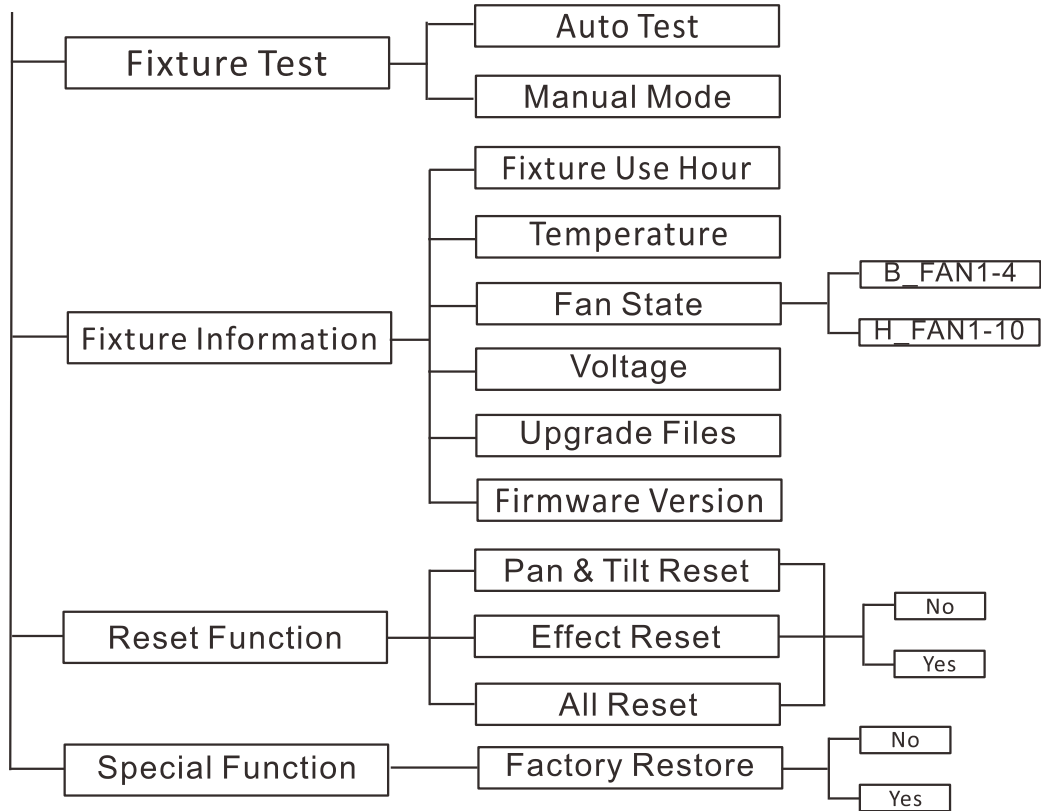 Fixture Test
Auto Test
Manual Mode
Fixture Information
Fixture Use Hour
Temperature
Fan State
B_FAN1-4
H_FAN1-10
Voltage
Upgrade Files
Firmware Version
Reset Function
Pan & Tilt Reset
Effect Reset
All Reset
No
Yes
Special Function
Factory Restore
No
Yes